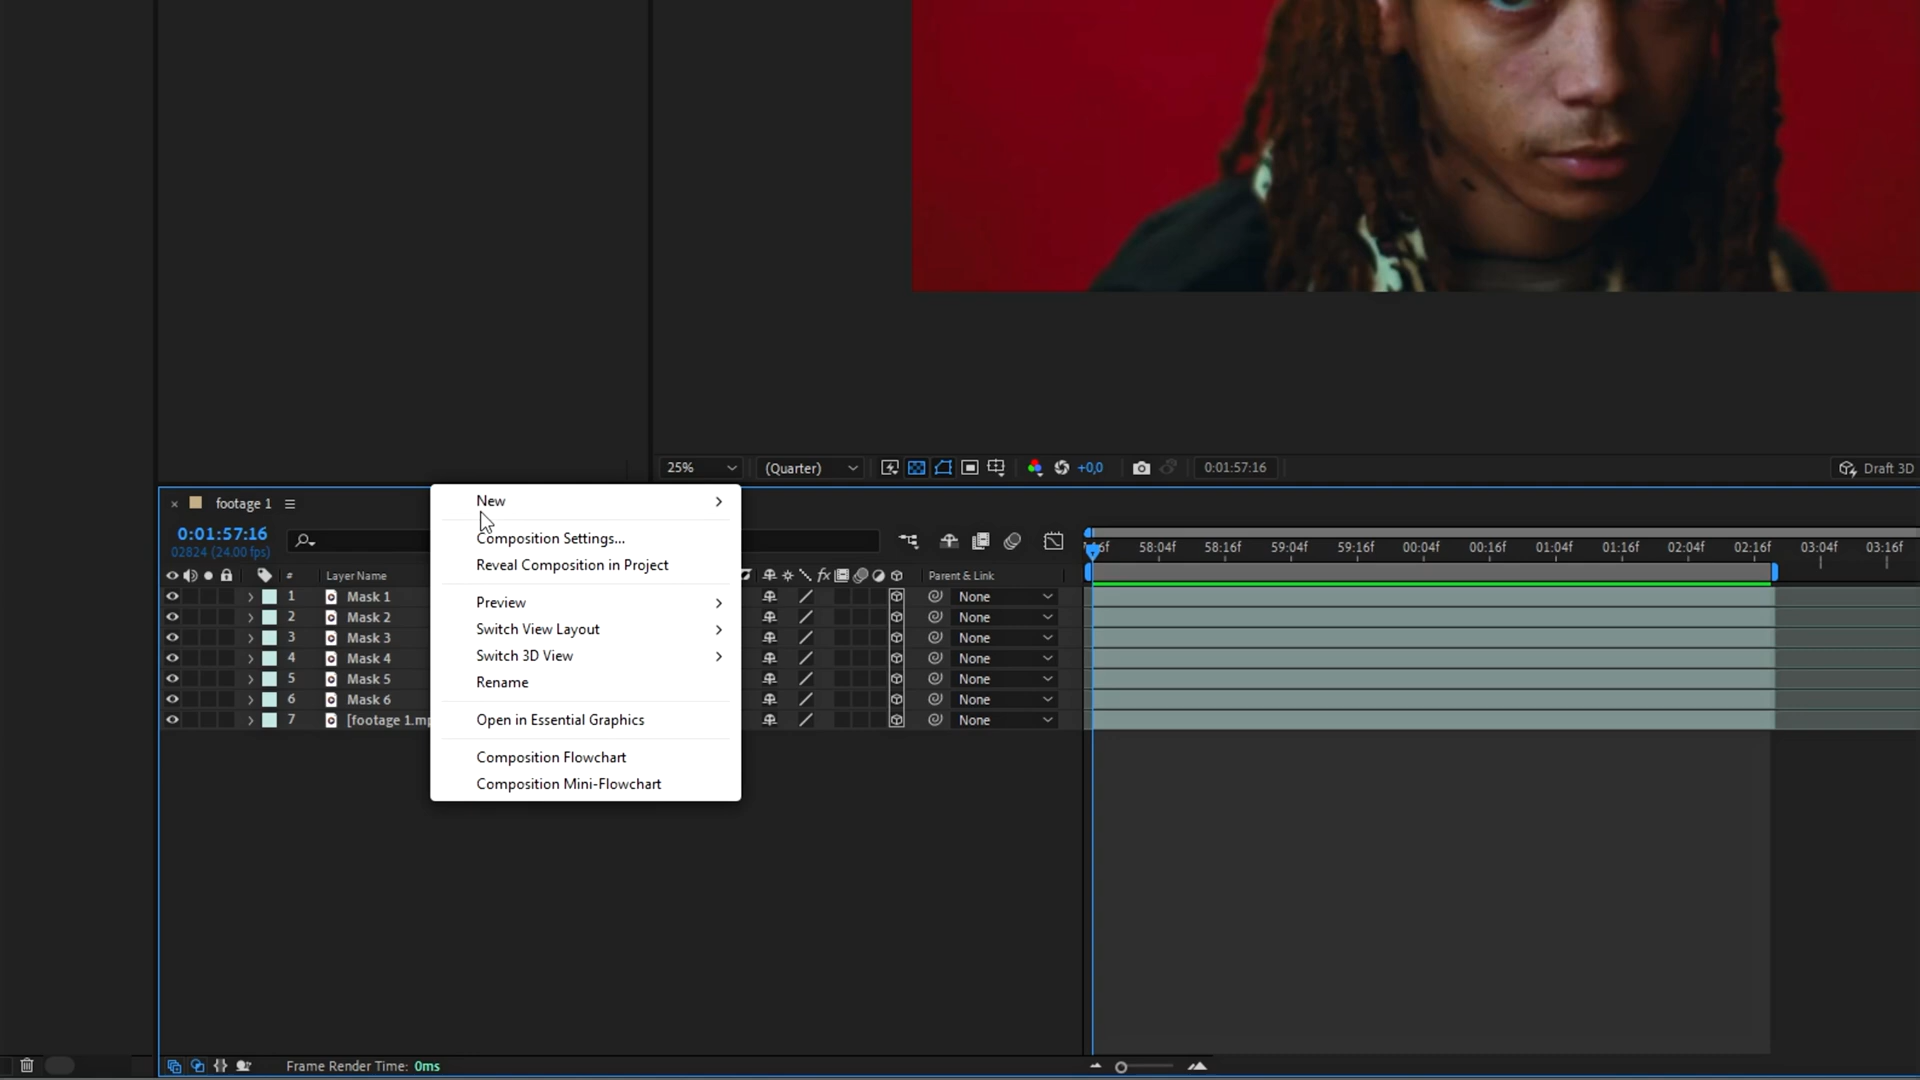 25%
(Quarter)
+0,0
0:01:57:16
Draft 3D
footage 1
0:01:57:16
02824 (24.00 fps)
New
Composition Settings...
Reveal Composition in Project
Preview
Switch View Layout
Switch 3D View
Rename
Open in Essential Graphics
Composition Flowchart
Composition Mini-Flowchart
# Layer Name
fx
Parent & Link
58:04f 58:16f 59:04f 59:16f 00:04f 00:16f 01:04f 01:16f 02:04f 02:16f 03:04f 03:16f
1 Mask 1 None
2 Mask 2 None
3 Mask 3 None
4 Mask 4 None
5 Mask 5 None
6 Mask 6 None
7 [footage 1.mp None
Frame Render Time: 0ms